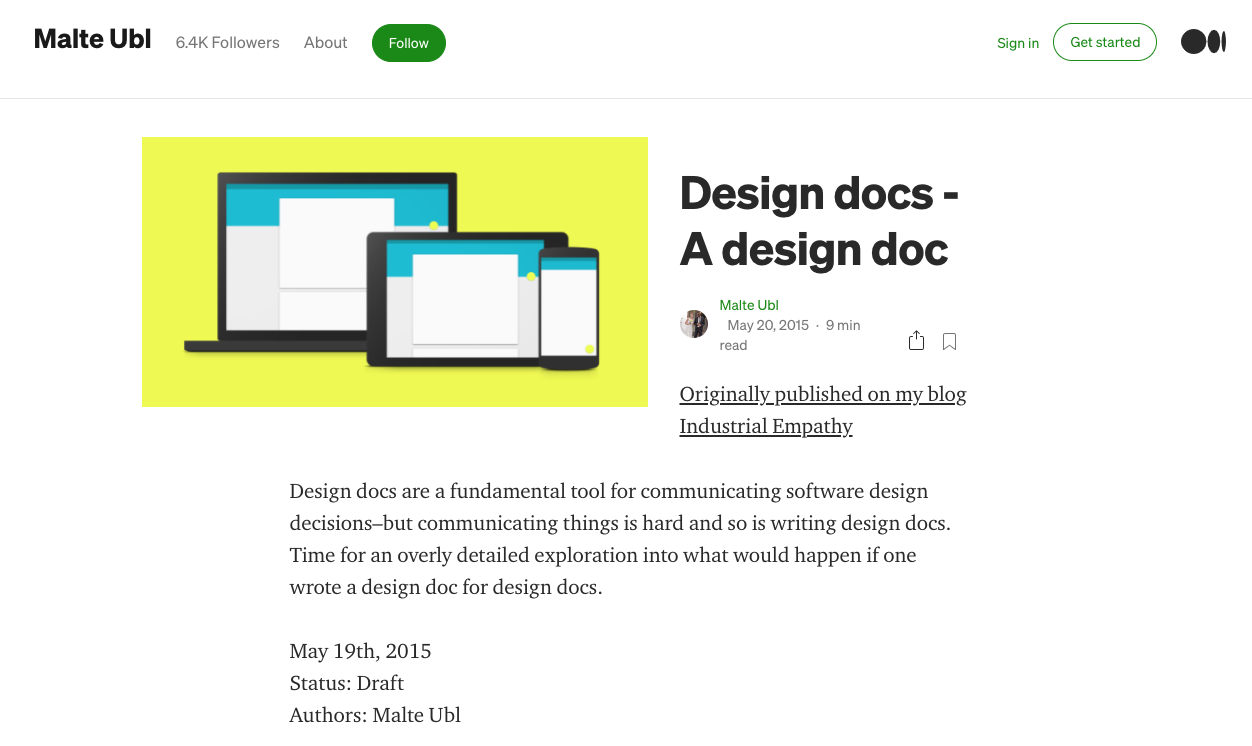 Malte Ubl
6.4K Followers
About
Follow
Sign in
Get started
Design docs -
A design doc
Malte Ubl
May 20, 2015 · 9 min
read
Originally published on my blog
Industrial Empathy
Design docs are a fundamental tool for communicating software design
decisions–but communicating things is hard and so is writing design docs.
Time for an overly detailed exploration into what would happen if one
wrote a design doc for design docs.
May 19th, 2015
Status: Draft
Authors: Malte Ubl